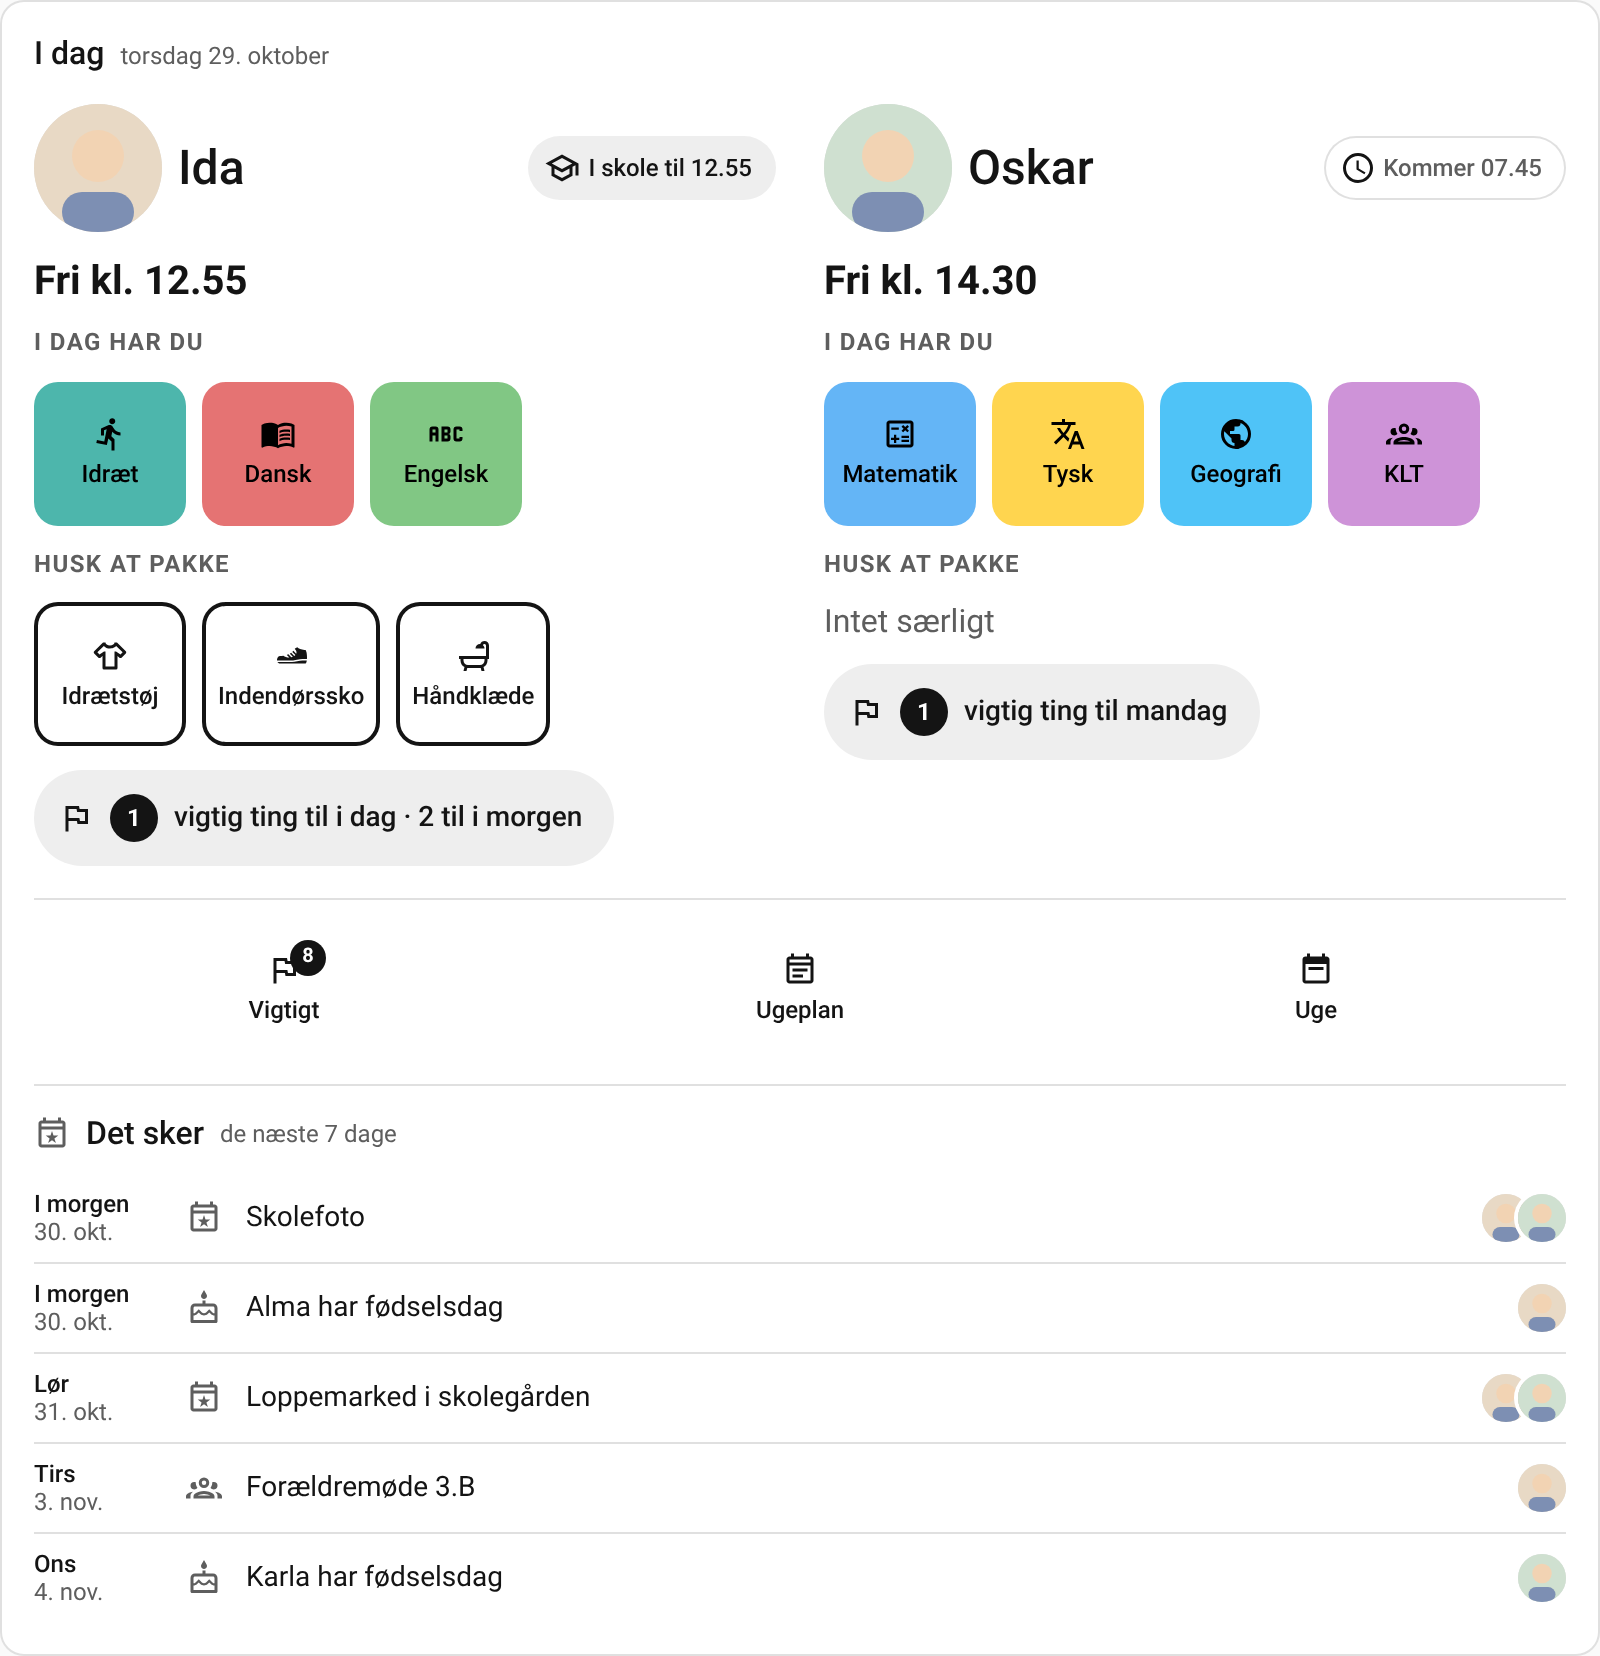 I dag torsdag 29. oktober
Ida
I skole til 12.55
Fri kl. 12.55
I DAG HAR DU
Idræt
Dansk
ABC
Engelsk
HUSK AT PAKKE
Idrætstøj
Indendørssko
Håndklæde
1 vigtig ting til i dag · 2 til i morgen
Oskar
Kommer 07.45
Fri kl. 14.30
I DAG HAR DU
Matematik
Tysk
Geografi
KLT
HUSK AT PAKKE
Intet særligt
1 vigtig ting til mandag
8
Vigtigt
Ugeplan
Uge
Det sker de næste 7 dage
I morgen
30. okt.
Skolefoto
I morgen
30. okt.
Alma har fødselsdag
Lør
31. okt.
Loppemarked i skolegården
Tirs
3. nov.
Forældremøde 3.B
Ons
4. nov.
Karla har fødselsdag